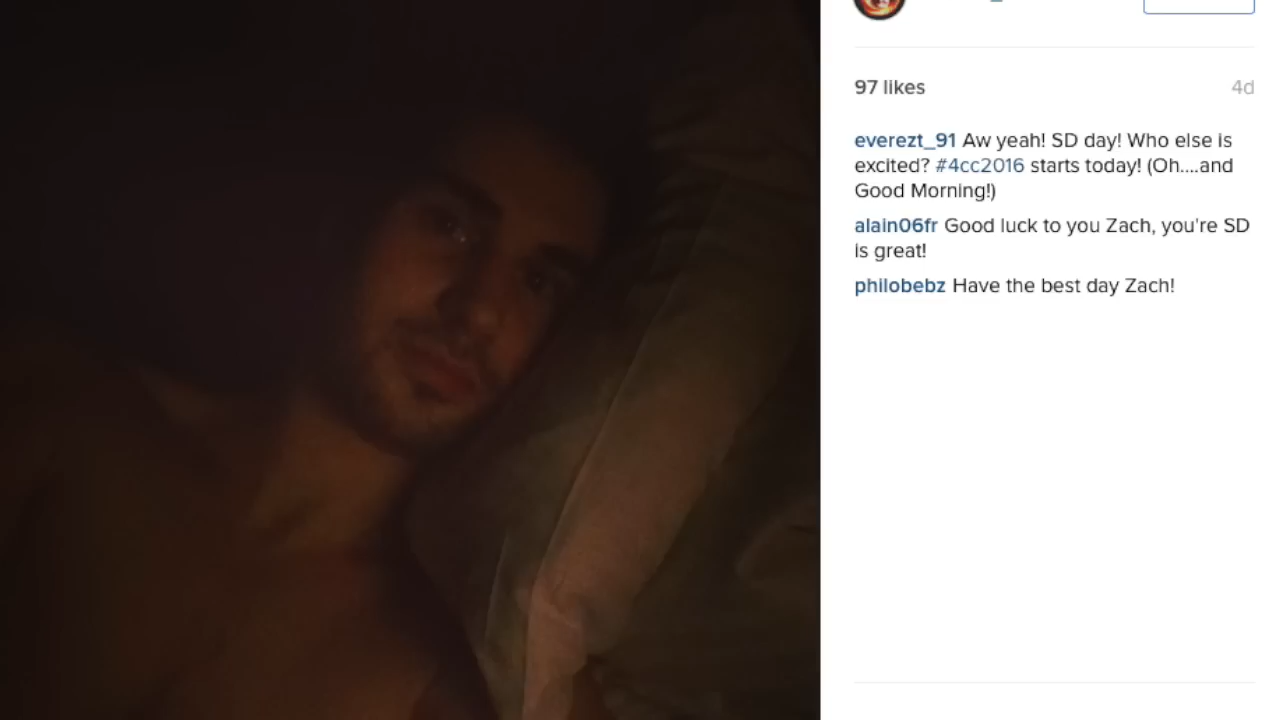 97 likes 4d
everezt_91 Aw yeah! SD day! Who else is
excited? #4cc2016 starts today! (Oh....and
Good Morning!)
alain06fr Good luck to you Zach, you're SD
is great!
philobebz Have the best day Zach!